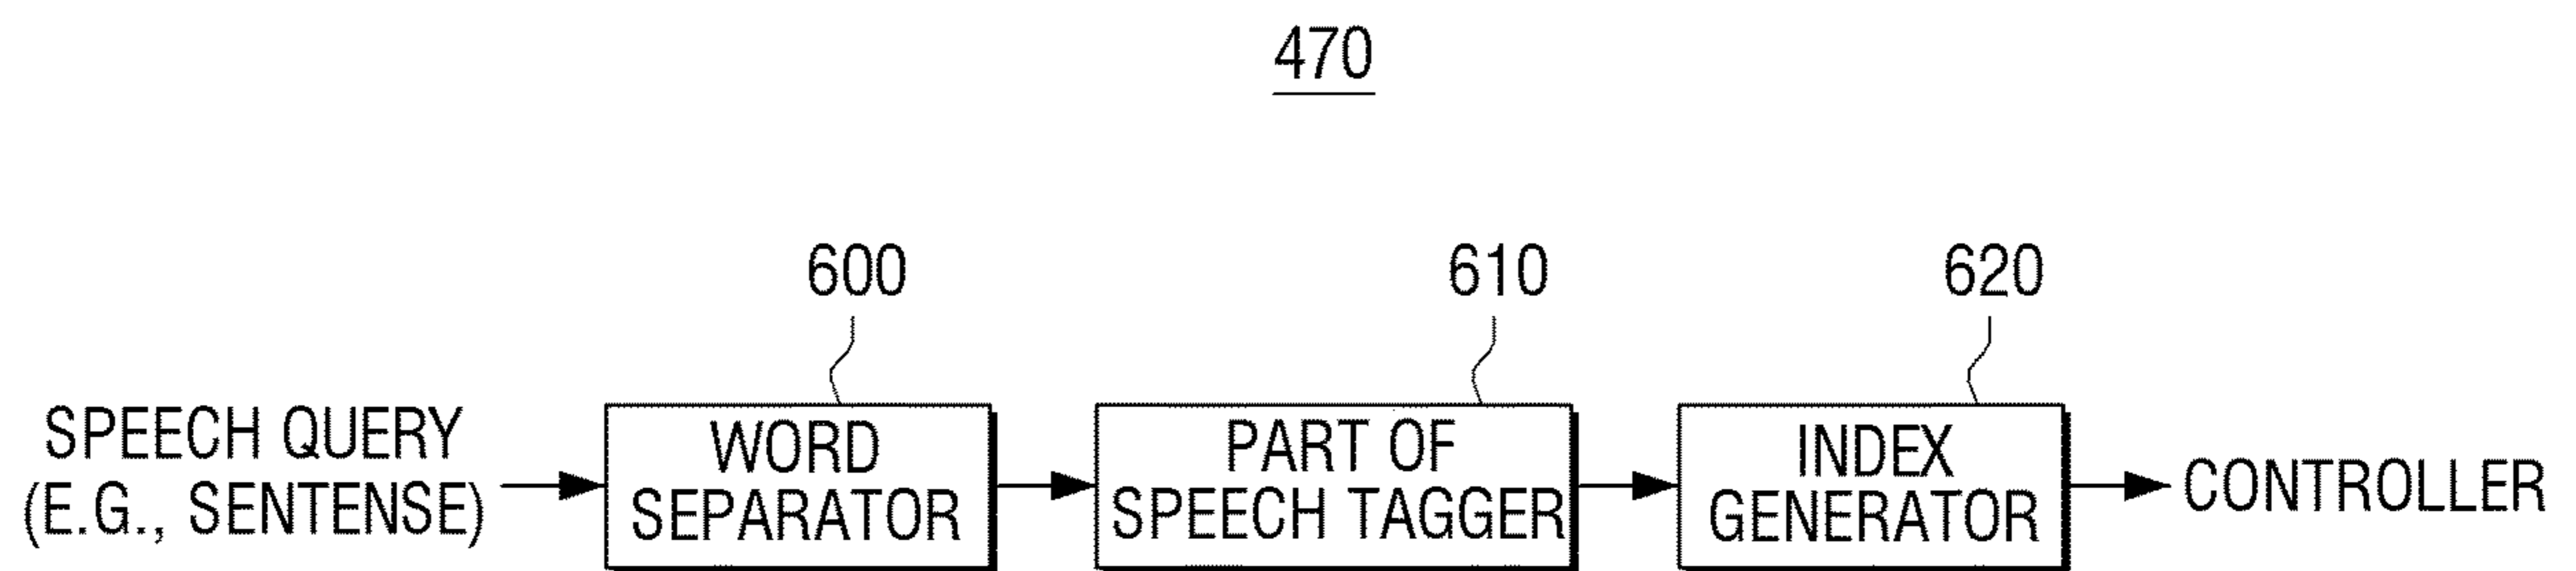 470
600
610
620
SPEECH QUERY
(E.G., SENTENSE)
WORD
SEPARATOR
PART OF
SPEECH TAGGER
INDEX
GENERATOR
CONTROLLER